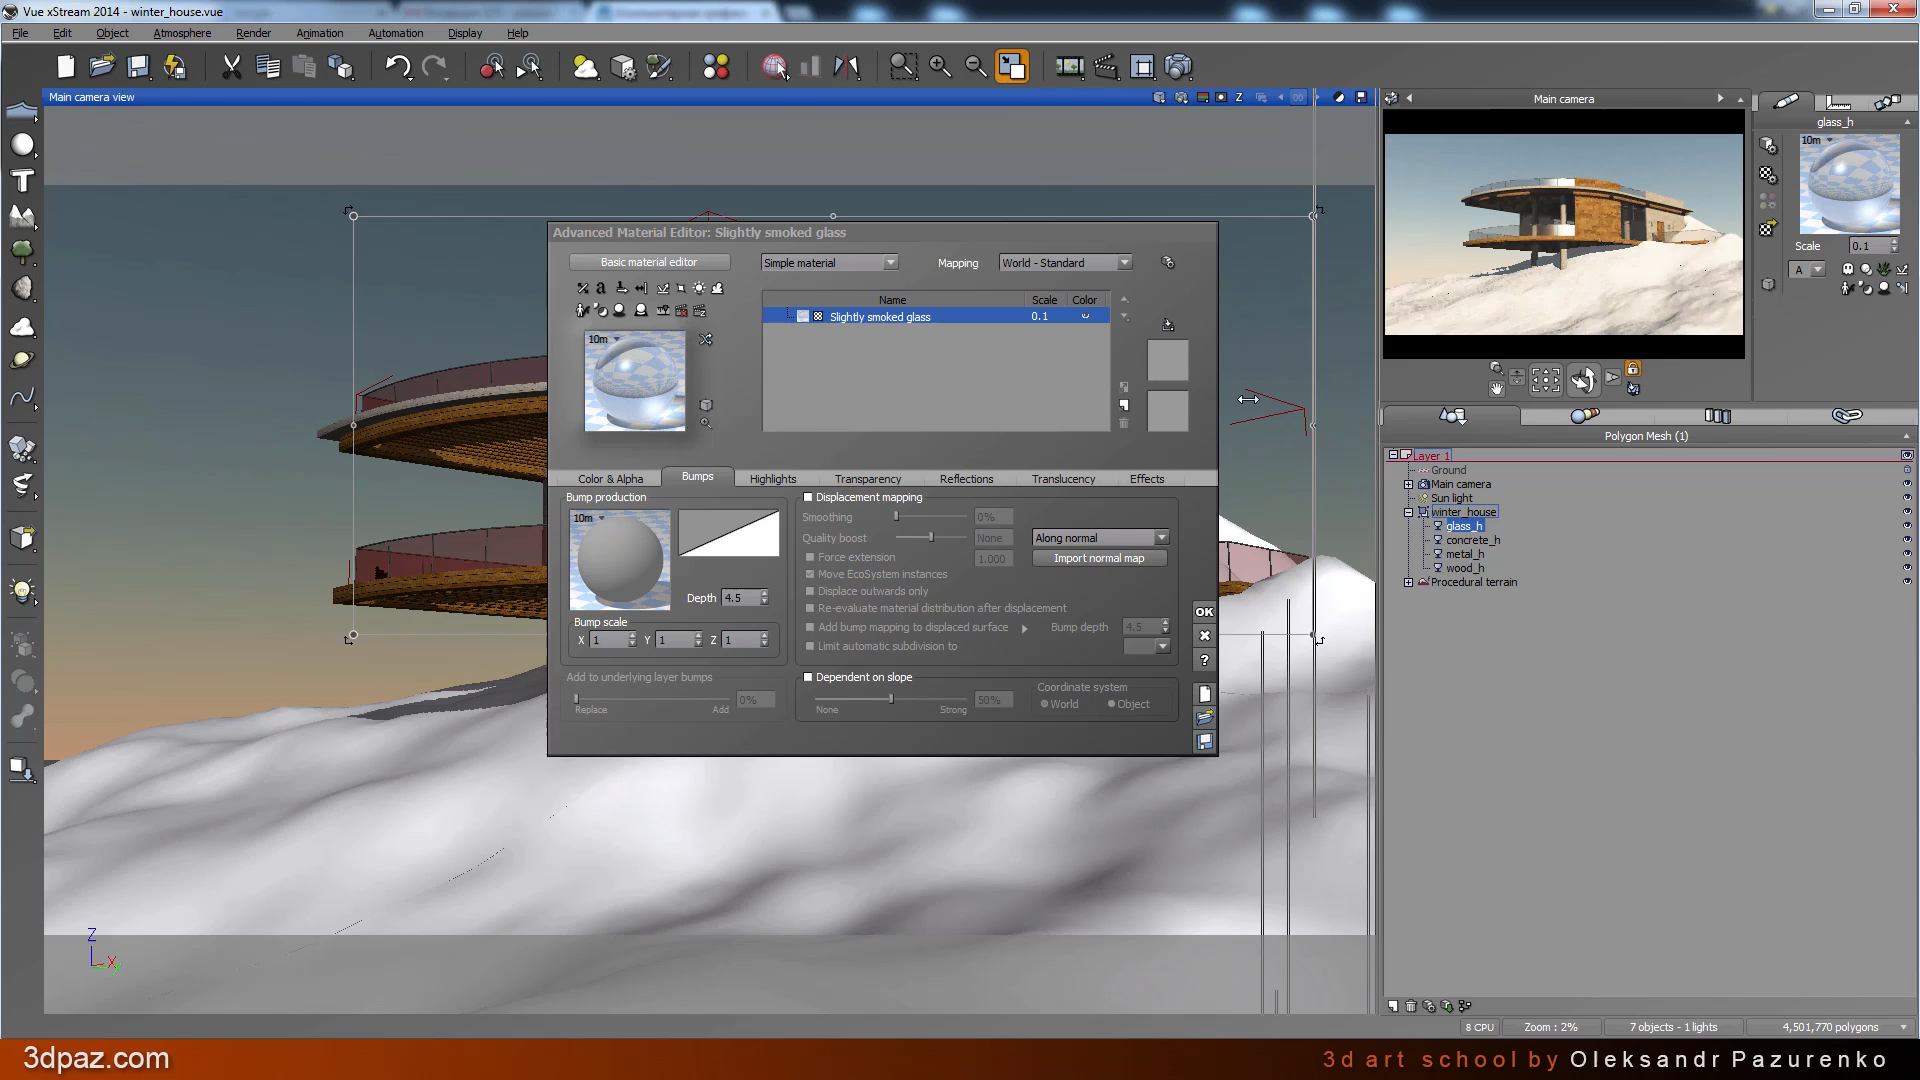 Vue xStream 2014 - winter_house.vue
File Edit Object Atmosphere Render Animation Automation Display Help
Main camera view
Z
Main camera
glass_h
10m
Scale 0.1
A
Advanced Material Editor: Slightly smoked glass
Basic material editor
Simple material
Mapping
World - Standard
Name Scale Color
Slightly smoked glass 0.1
10m
Color & Alpha Bumps Highlights Transparency Reflections Translucency Effects
Bump production
10m
Depth 4.5
Bump scale
X 1 Y 1 Z 1
Add to underlying layer bumps
0%
Replace Add
Displacement mapping
Smoothing 0%
Quality boost None
Along normal
Force extension 1.000
Import normal map
Move EcoSystem instances
Displace outwards only
Re-evaluate material distribution after displacement
Add bump mapping to displaced surface
Bump depth 4.5
Limit automatic subdivision to
Dependent on slope
50%
None Strong
Coordinate system
World Object
OK
?
Polygon Mesh (1)
Layer 1
Ground
Main camera
Sun light
winter_house
glass_h
concrete_h
metal_h
wood_h
Procedural terrain
Z
X
Y
8 CPU
Zoom : 2%
7 objects - 1 lights
4,501,770 polygons
3dpaz.com
3d art school by Oleksandr Pazurenko